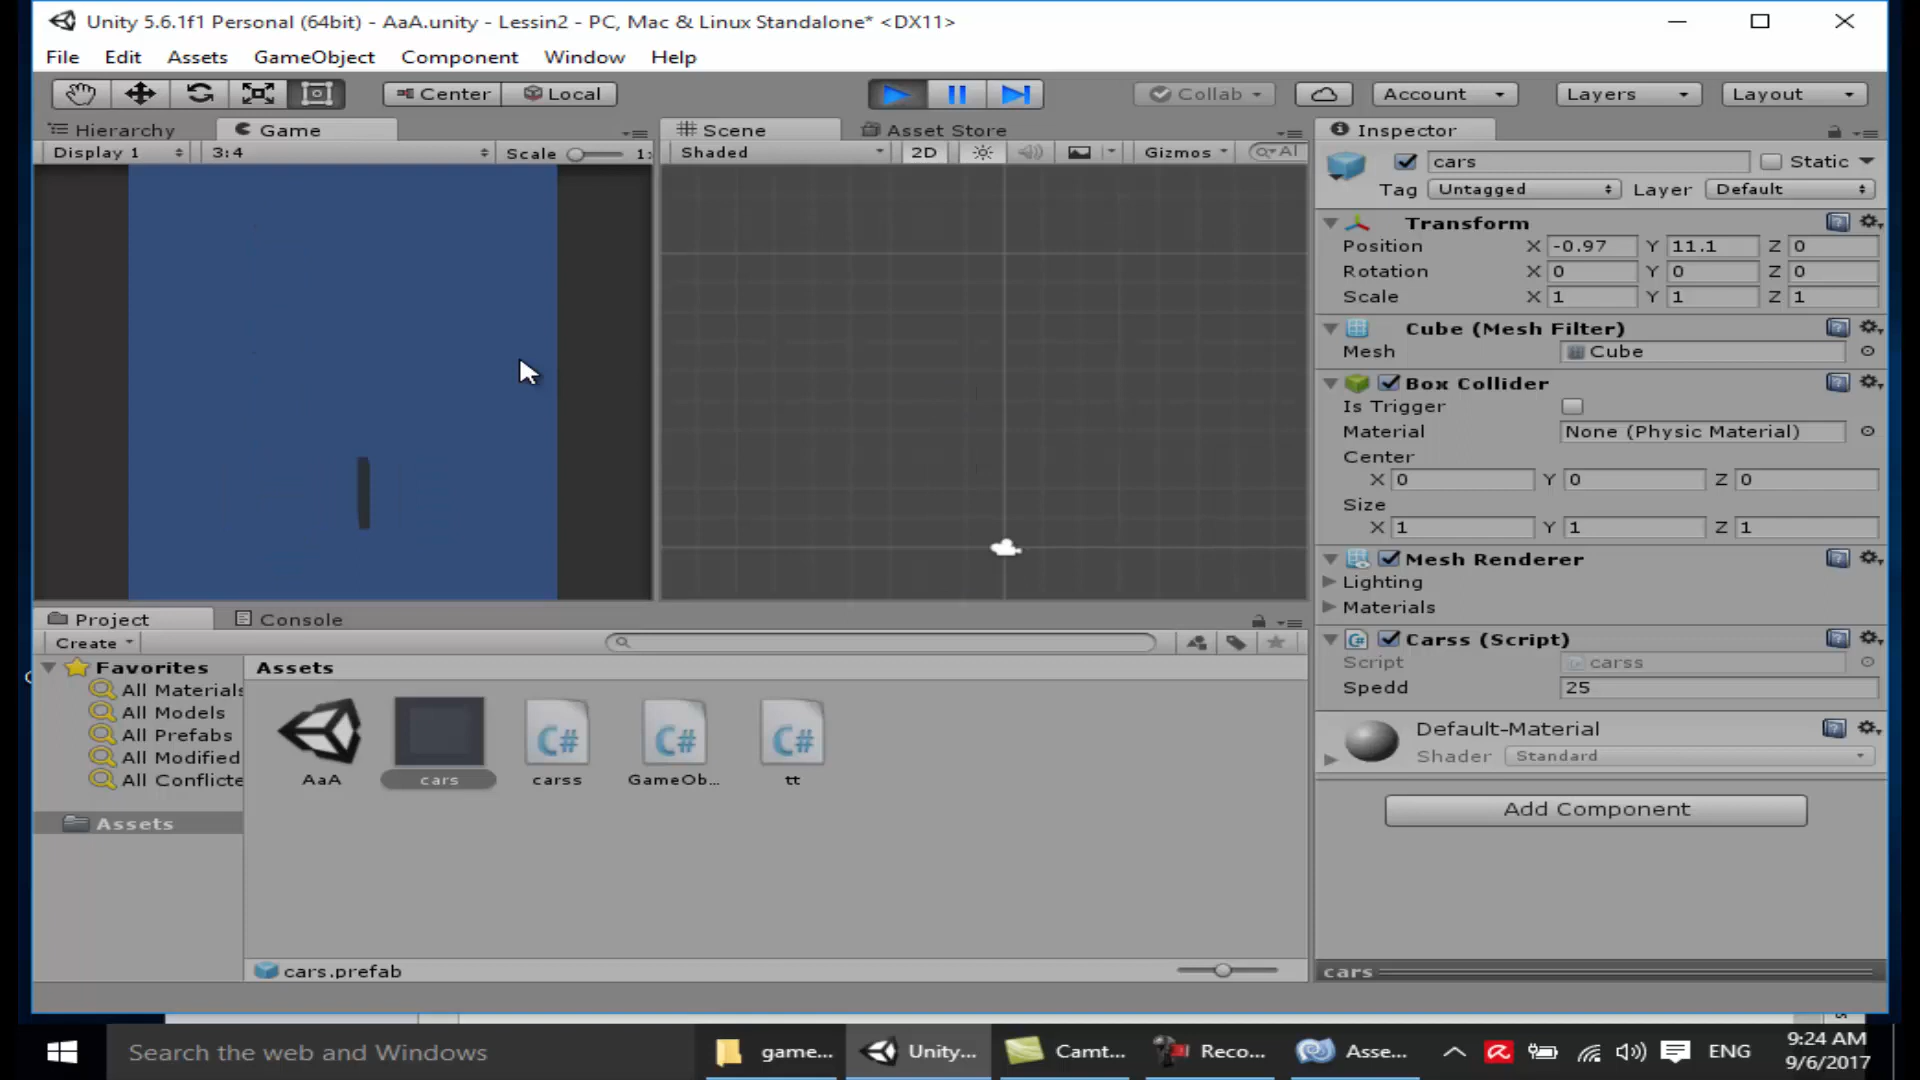 Unity 5.6.1f1 Personal (64bit) - AaA.unity - Lessin2 - PC, Mac & Linux Standalone* <DX11>
File Edit Assets GameObject Component Window Help
Center Local Collab Account Layers Layout
Hierarchy Game Scene Asset Store Inspector
Display 1 3:4 Scale 1: Shaded 2D Gizmos Al
cars Static
Tag Untagged Layer Default
Transform
Position X -0.97 Y 11.1 Z 0
Rotation X 0 Y 0 Z 0
Scale X 1 Y 1 Z 1
Cube (Mesh Filter)
Mesh Cube
Box Collider
Is Trigger
Material None (Physic Material)
Center
X 0 Y 0 Z 0
Size
X 1 Y 1 Z 1
Mesh Renderer
Lighting
Materials
Carss (Script)
Script carss
Spedd 25
Default-Material
Shader Standard
Add Component
cars
Project Console
Create
Favorites
All Materials
All Models
All Prefabs
All Modified
All Conflicte
Assets
Assets
AaA cars carss GameOb... tt
cars.prefab
Search the web and Windows
game... Unity... Camt... Reco... Asse...
ENG
9:24 AM
9/6/2017